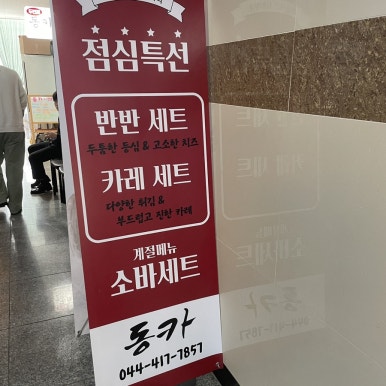 점심특선
반반 세트
두툼한 등심 & 고소한 치즈
카레 세트
다양한 튀김 &
부드럽고 진한 카레
계절메뉴
소바세트
동카
044-417-7857